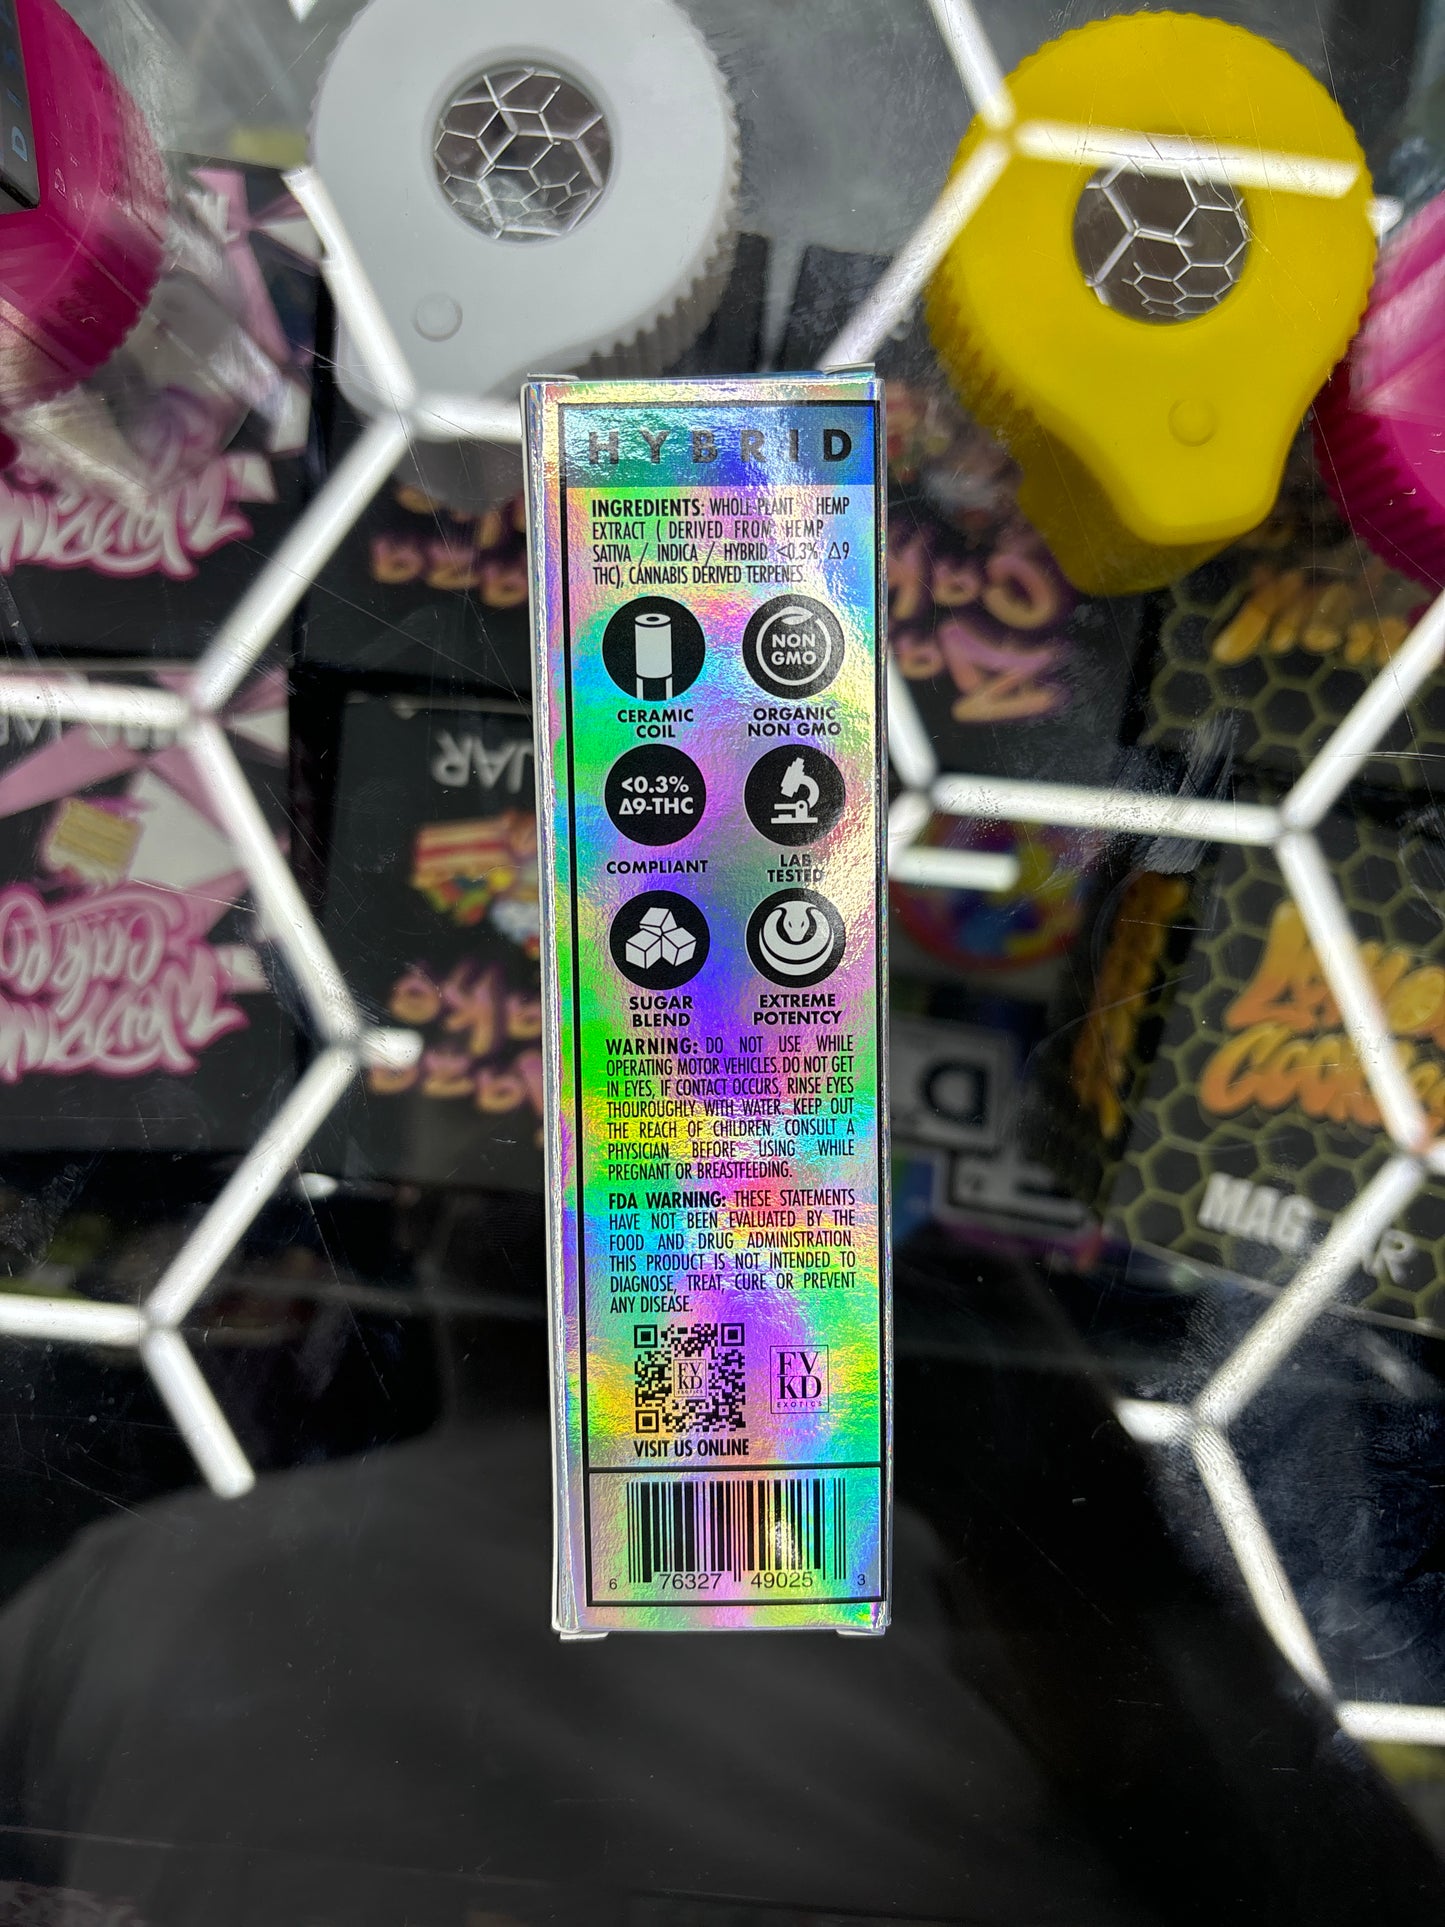 HYBRID
INGREDIENTS: WHOLE PLANT HEMP
EXTRACT ( DERIVED FROM HEMP
SATIVA / INDICA / HYBRID <0.3% Δ9
THC), CANNABIS DERIVED TERPENES.
NON
GMO
CERAMIC
COIL
ORGANIC
NON GMO
<0.3%
Δ9-THC
COMPLIANT
LAB
TESTED
SUGAR
BLEND
EXTREME
POTENTCY
WARNING: DO NOT USE WHILE
OPERATING MOTOR VEHICLES. DO NOT GET
IN EYES, IF CONTACT OCCURS, RINSE EYES
THOUROUGHLY WITH WATER. KEEP OUT
THE REACH OF CHILDREN. CONSULT A
PHYSICIAN BEFORE USING WHILE
PREGNANT OR BREASTFEEDING.
FDA WARNING: THESE STATEMENTS
HAVE NOT BEEN EVALUATED BY THE
FOOD AND DRUG ADMINISTRATION.
THIS PRODUCT IS NOT INTENDED TO
DIAGNOSE, TREAT, CURE OR PREVENT
ANY DISEASE.
FV
KD
EXOTICS
FV
KD
EXOTICS
VISIT US ONLINE
6 76327 49025 3
JAR
MAG